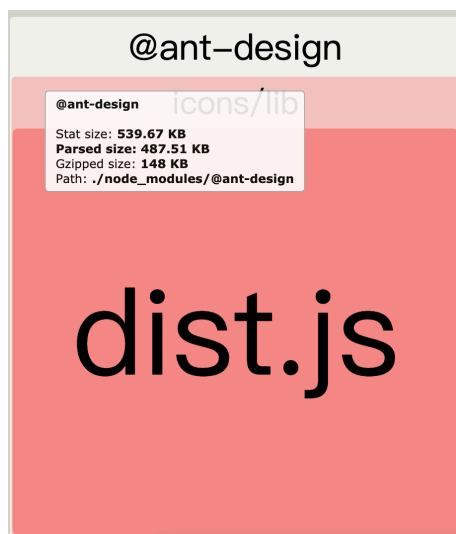 @ant-design
icons/lib
@ant-design
Stat size: 539.67 KB
Parsed size: 487.51 KB
Gzipped size: 148 KB
Path: ./node_modules/@ant-design
dist.js